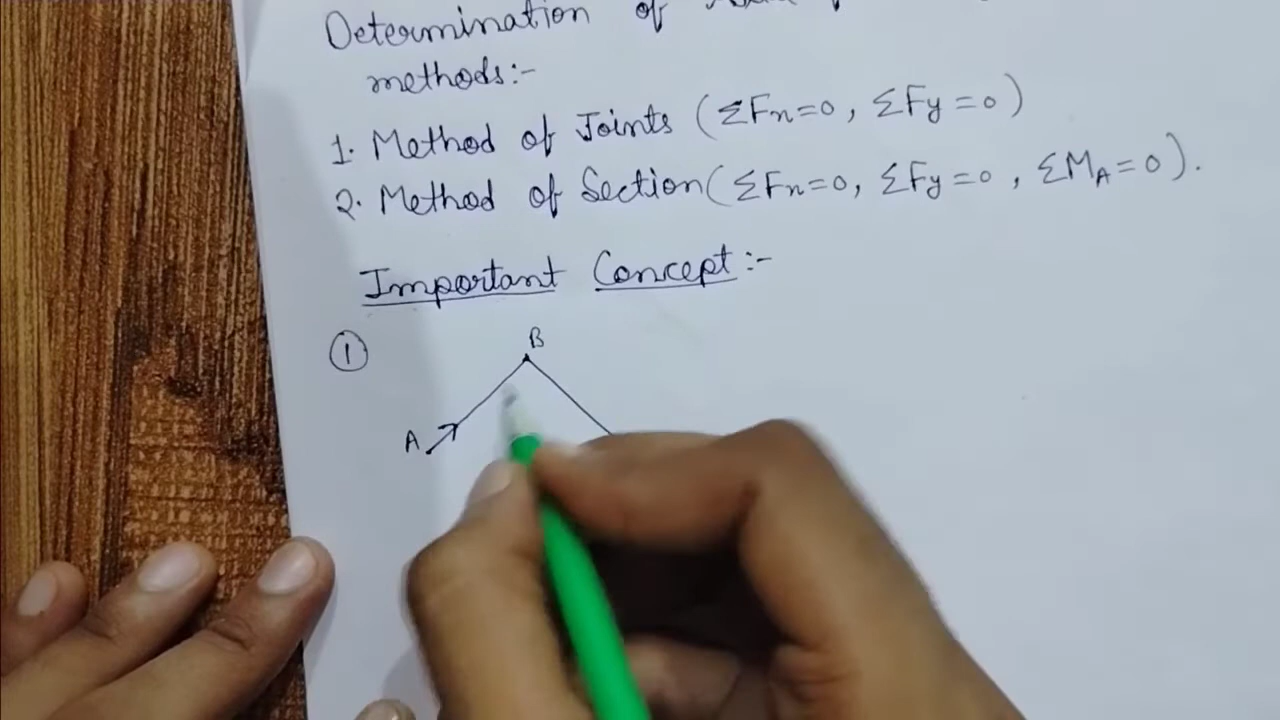 Determination of
methods:-
1. Method of Joints (ΣFx=0, ΣFy=0)
2. Method of Section (ΣFx=0, ΣFy=0, ΣMA=0).
Important Concept:-
1
B
A